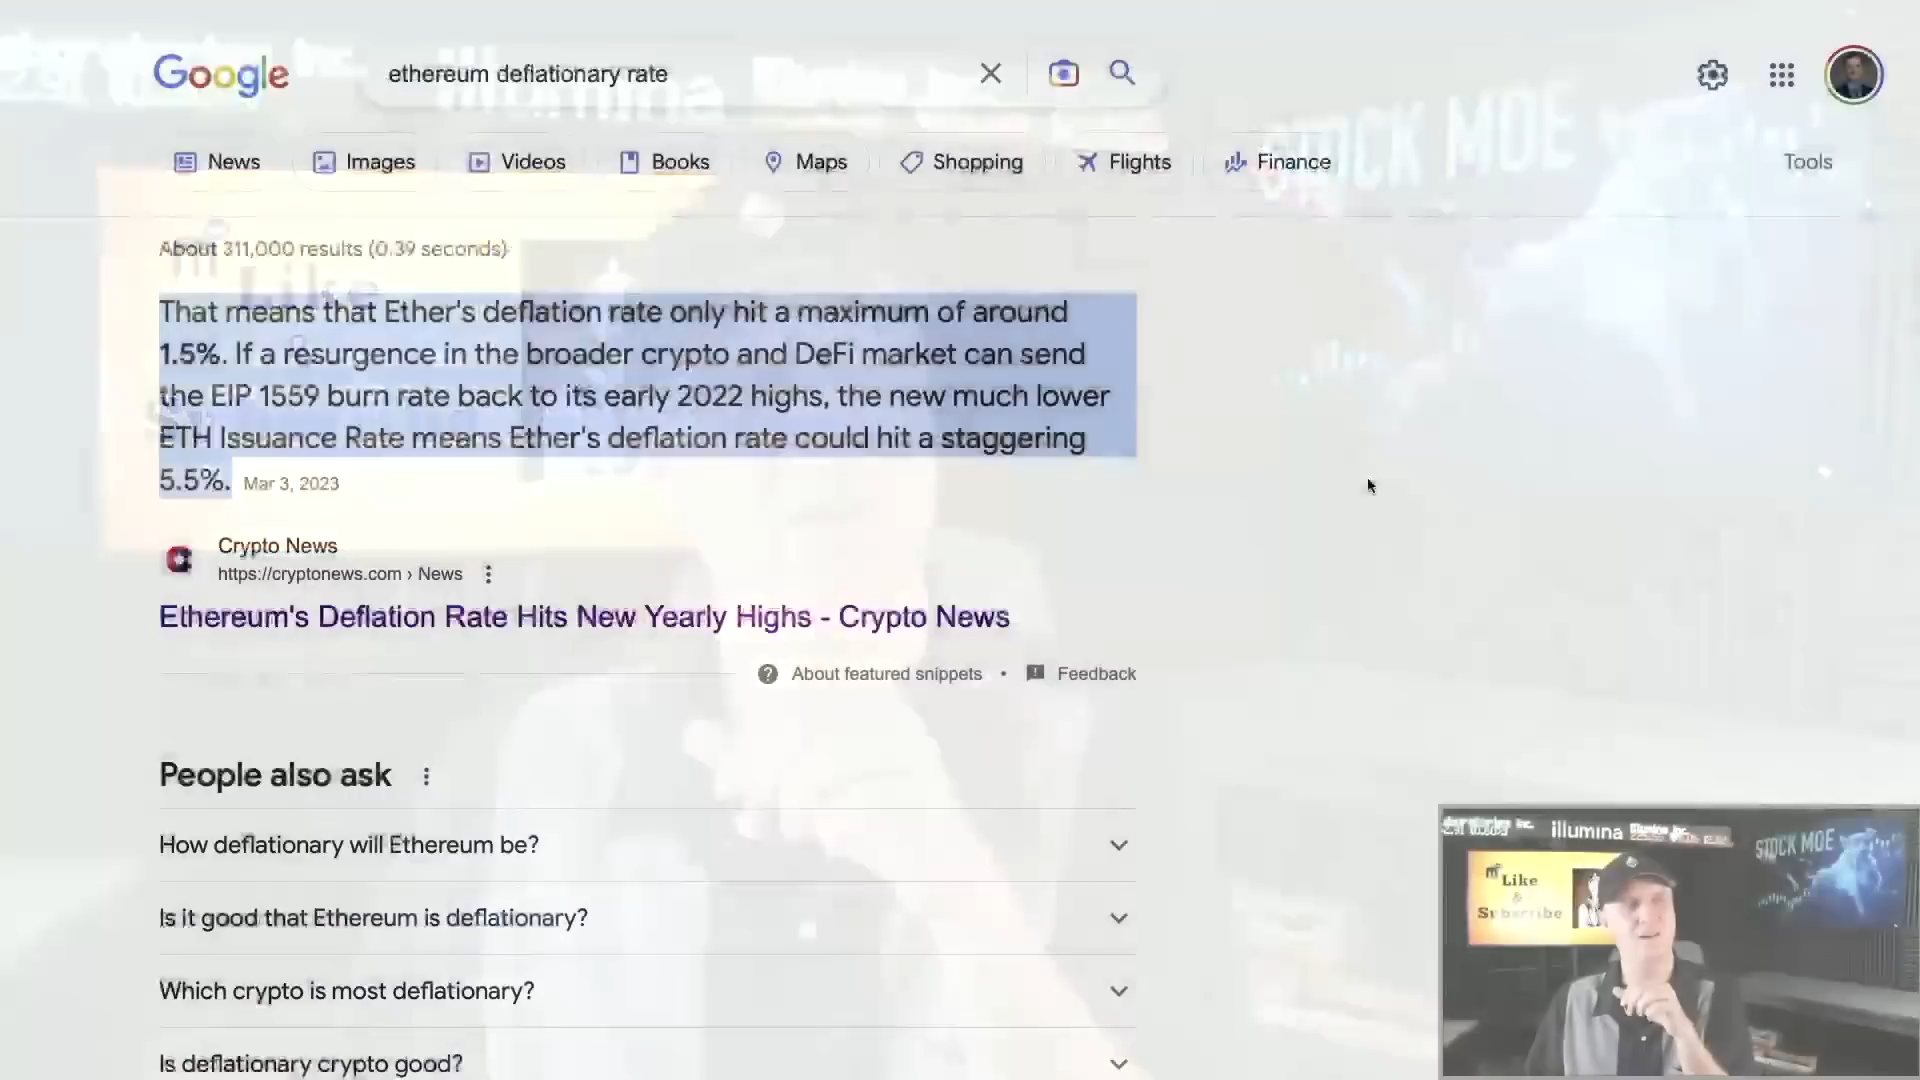 Google
ethereum deflationary rate
News
Images
Videos
Books
Maps
Shopping
Flights
Finance
Tools
About 311,000 results (0.39 seconds)
That means that Ether's deflation rate only hit a maximum of around
1.5%. If a resurgence in the broader crypto and DeFi market can send
the EIP 1559 burn rate back to its early 2022 highs, the new much lower
ETH Issuance Rate means Ether's deflation rate could hit a staggering
5.5%. Mar 3, 2023
Crypto News
https://cryptonews.com › News
Ethereum's Deflation Rate Hits New Yearly Highs - Crypto News
About featured snippets • Feedback
People also ask
How deflationary will Ethereum be?
Is it good that Ethereum is deflationary?
Which crypto is most deflationary?
Is deflationary crypto good?
illumina
STOCK MOE
Like
&
Subscribe
illumina
STOCK MOE
Like